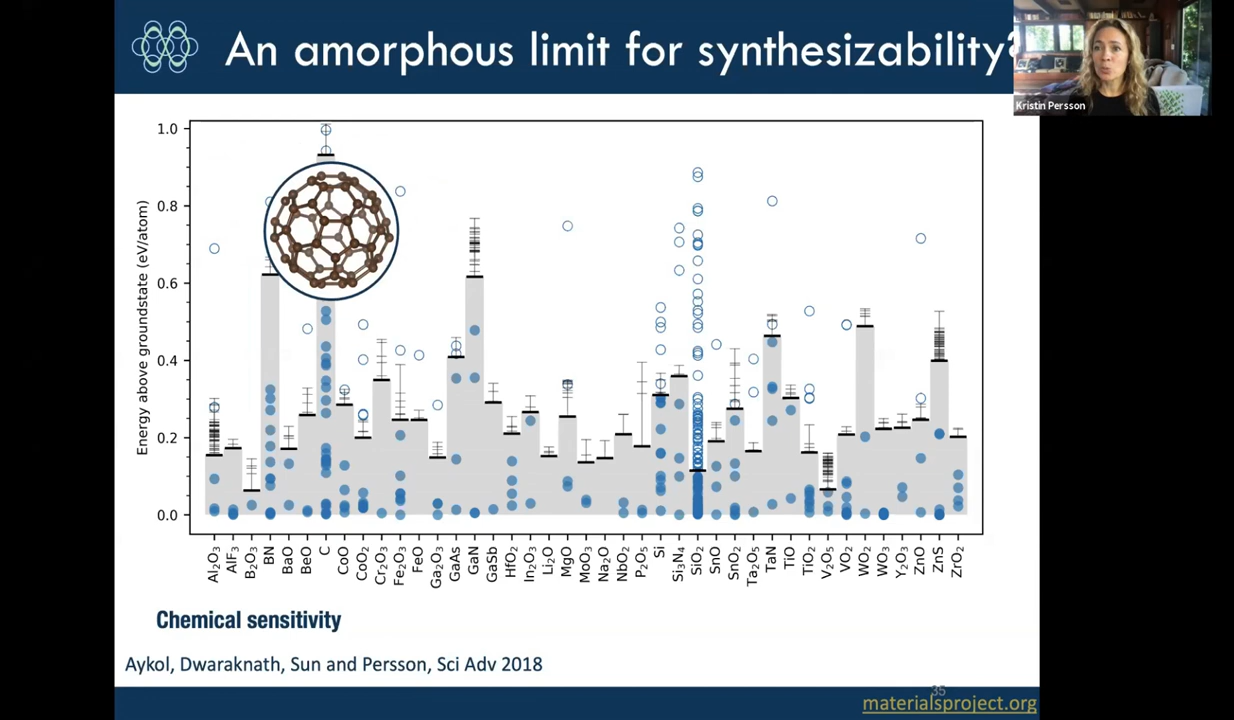 An amorphous limit for synthesizability?
Kristin Persson
1.0
0.8
0.6
0.4
0.2
0.0
Energy above groundstate (eV/atom)
Al₂O₃
AlF₃
B₂O₃
BN
BaO
BeO
C
CoO
CoO₂
Cr₂O₃
Fe₂O₃
FeO
Ga₂O₃
GaAs
GaN
GaSb
HfO₂
In₂O₃
Li₂O
MgO
MoO₃
Na₂O
NbO₂
P₂O₅
Si
Si₃N₄
SiO₂
SnO
SnO₂
Ta₂O₅
TaN
TiO
TiO₂
V₂O₅
VO₂
WO₂
WO₃
Y₂O₃
ZnO
ZnS
ZrO₂
Chemical sensitivity
Aykol, Dwaraknath, Sun and Persson, Sci Adv 2018
35
materialsproject.org